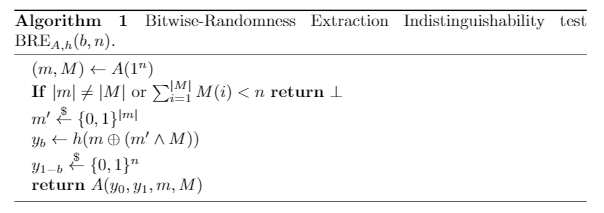 Algorithm 1 Bitwise-Randomness Extraction Indistinguishability test
BRE_{A,h}(b, n).
(m, M) ← A(1^n)
If |m| ≠ |M| or ∑_{i=1}^{|M|} M(i) < n return ⊥
m′ ←$ {0, 1}^{|m|}
y_b ← h(m ⊕ (m′ ∧ M))
y_{1−b} ←$ {0, 1}^n
return A(y_0, y_1, m, M)